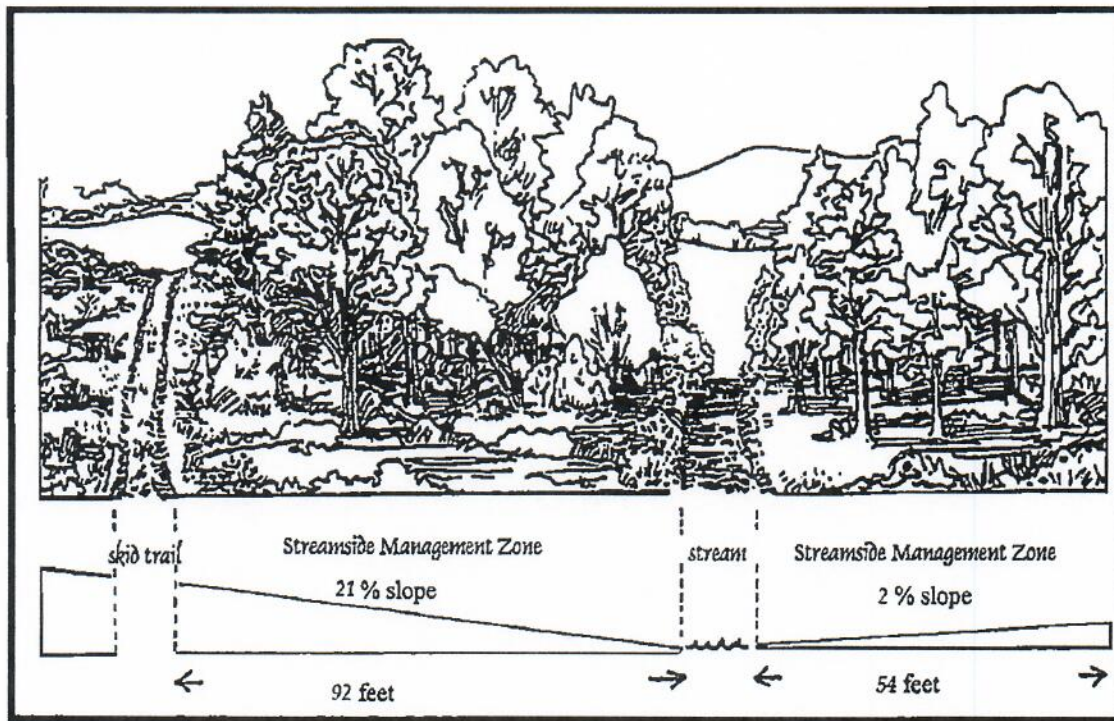 skid trail
Streamside Management Zone
21 % slope
stream
Streamside Management Zone
2 % slope
92 feet
54 feet